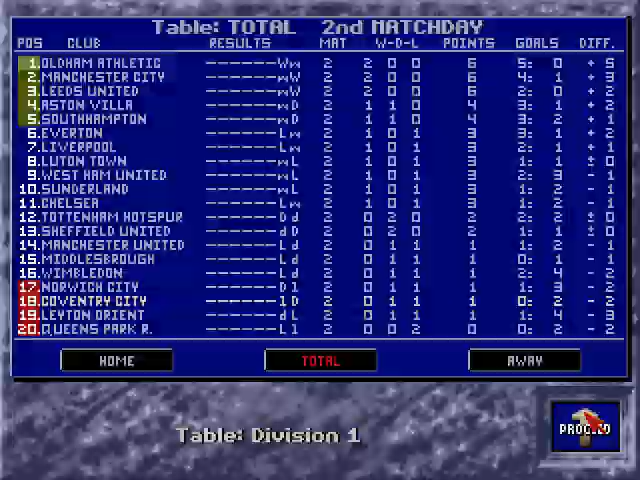 Table: TOTAL 2nd MATCHDAY
POS CLUB RESULTS MAT W-D-L POINTS GOALS DIFF.
1. OLDHAM ATHLETIC ------Ww 2 2 0 0 6 5: 0 + 5
2. MANCHESTER CITY ------wW 2 2 0 0 6 4: 1 + 3
3. LEEDS UNITED ------wW 2 2 0 0 6 2: 0 + 2
4. ASTON VILLA ------wD 2 1 1 0 4 3: 1 + 2
5. SOUTHAMPTON ------wD 2 1 1 0 4 3: 2 + 1
6. EVERTON ------Lw 2 1 0 1 3 3: 1 + 2
7. LIVERPOOL ------Lw 2 1 0 1 3 2: 1 + 1
8. LUTON TOWN ------wL 2 1 0 1 3 1: 1 ± 0
9. WEST HAM UNITED ------wL 2 1 0 1 3 2: 3 - 1
10. SUNDERLAND ------wL 2 1 0 1 3 1: 2 - 1
11. CHELSEA ------Lw 2 1 0 1 3 1: 2 - 1
12. TOTTENHAM HOTSPUR ------Dd 2 0 2 0 2 2: 2 ± 0
13. SHEFFIELD UNITED ------dD 2 0 2 0 2 1: 1 ± 0
14. MANCHESTER UNITED ------Ld 2 0 1 1 1 1: 2 - 1
15. MIDDLESBROUGH ------Ld 2 0 1 1 1 0: 1 - 1
16. WIMBLEDON ------Ld 2 0 1 1 1 2: 4 - 2
17. NORWICH CITY ------Dl 2 0 1 1 1 1: 3 - 2
18. COVENTRY CITY ------lD 2 0 1 1 1 0: 2 - 2
19. LEYTON ORIENT ------dL 2 0 1 1 1 1: 4 - 3
20. QUEENS PARK R. ------Ll 2 0 0 2 0 0: 2 - 2
HOME TOTAL AWAY
Table: Division 1